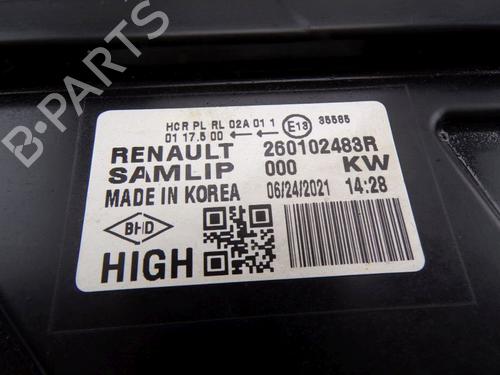 HCR PL RL 02A 01 1
01 17.5 00 ← ←→ E13 35585
RENAULT 260102483R
SAMLIP 000 KW
MADE IN KOREA 06/24/2021 14:28
BHD
HIGH
B-PARTS